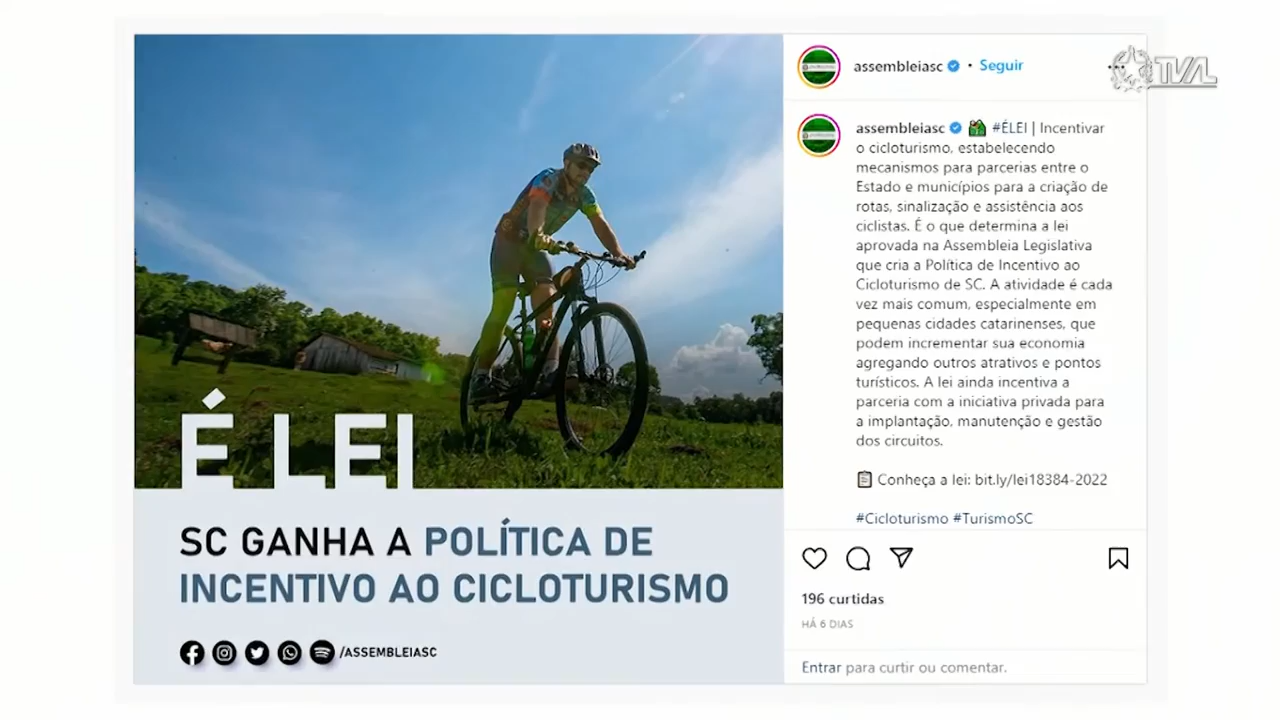 TVAL
É LEI
SC GANHA A POLÍTICA DE
INCENTIVO AO CICLOTURISMO
/ASSEMBLEIASC
assembleiasc • Seguir
assembleiasc #ÉLEI | Incentivar
o cicloturismo, estabelecendo
mecanismos para parcerias entre o
Estado e municípios para a criação de
rotas, sinalização e assistência aos
ciclistas. É o que determina a lei
aprovada na Assembleia Legislativa
que cria a Política de Incentivo ao
Cicloturismo de SC. A atividade é cada
vez mais comum, especialmente em
pequenas cidades catarinenses, que
podem incrementar sua economia
agregando outros atrativos e pontos
turísticos. A lei ainda incentiva a
parceria com a iniciativa privada para
a implantação, manutenção e gestão
dos circuitos.
Conheça a lei: bit.ly/lei18384-2022
#Cicloturismo #TurismoSC
196 curtidas
HÁ 6 DIAS
Entrar para curtir ou comentar.